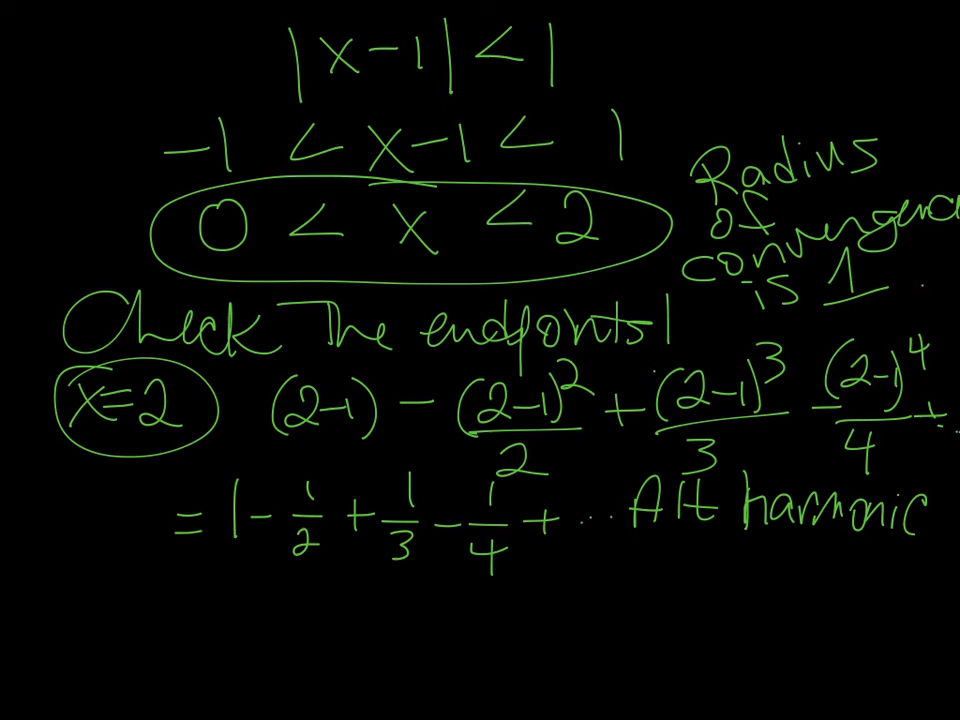 |x-1| < 1
-1 < x-1 < 1
0 < x < 2
Radius
of
convergence
is 1
Check the endpoints!
x=2 (2-1) - (2-1)²/2 + (2-1)³/3 - (2-1)⁴/4 + ..
= 1 - 1/2 + 1/3 - 1/4 + ... Alt harmonic